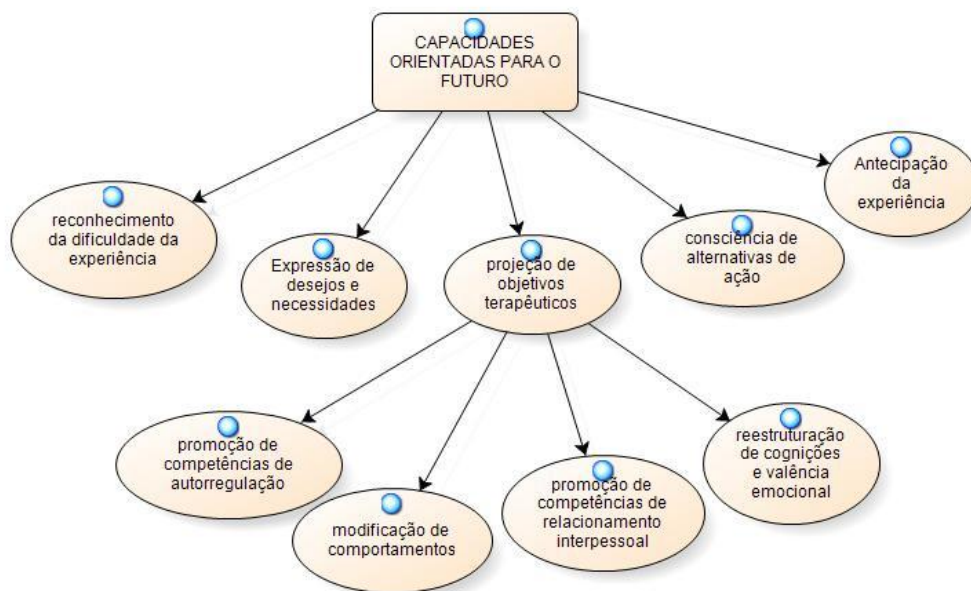 CAPACIDADES
ORIENTADAS PARA O
FUTURO
Antecipação
da
experiência
reconhecimento
da dificuldade da
experiência
Expressão de
desejos e
necessidades
projeção de
objetivos
terapêuticos
consciência de
alternativas de
ação
promoção de
competências de
autorregulação
modificação de
comportamentos
promoção de
competências de
relacionamento
interpessoal
reestruturação
de cognições
e valência
emocional